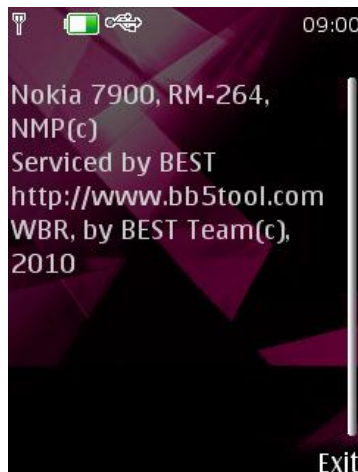 09:00
Nokia 7900, RM-264,
NMP(c)
Serviced by BEST
http://www.bb5tool.com
WBR, by BEST Team(c),
2010
Exit